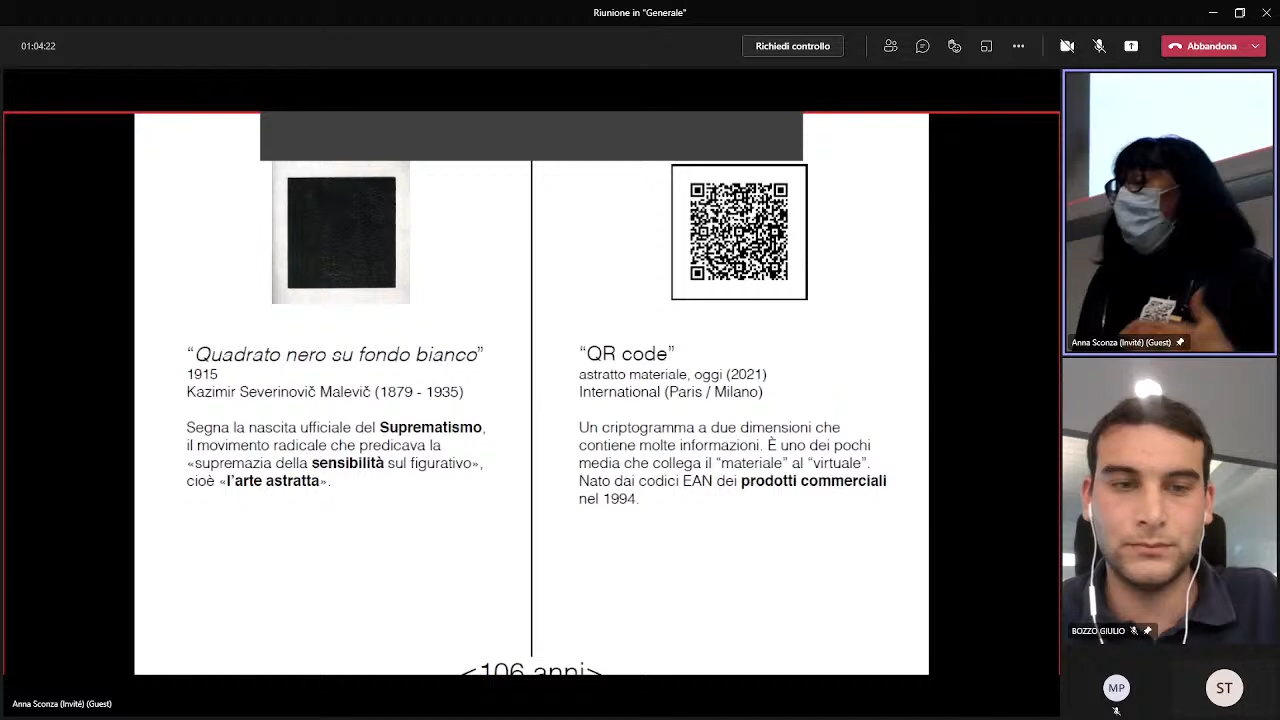 Riunione in "Generale"
01:04:22
Richiedi controllo
Abbandona
"Quadrato nero su fondo bianco"
1915
Kazimir Severinovič Malevič (1879 - 1935)
Segna la nascita ufficiale del Suprematismo,
il movimento radicale che predicava la
«supremazia della sensibilità sul figurativo»,
cioè «l'arte astratta».
"QR code"
astratto materiale, oggi (2021)
International (Paris / Milano)
Un criptogramma a due dimensioni che
contiene molte informazioni. È uno dei pochi
media che collega il "materiale" al "virtuale".
Nato dai codici EAN dei prodotti commerciali
nel 1994.
<106 anni>
Anna Sconza (Invité) (Guest)
BOZZO GIULIO
MP
ST
Anna Sconza (Invité) (Guest)